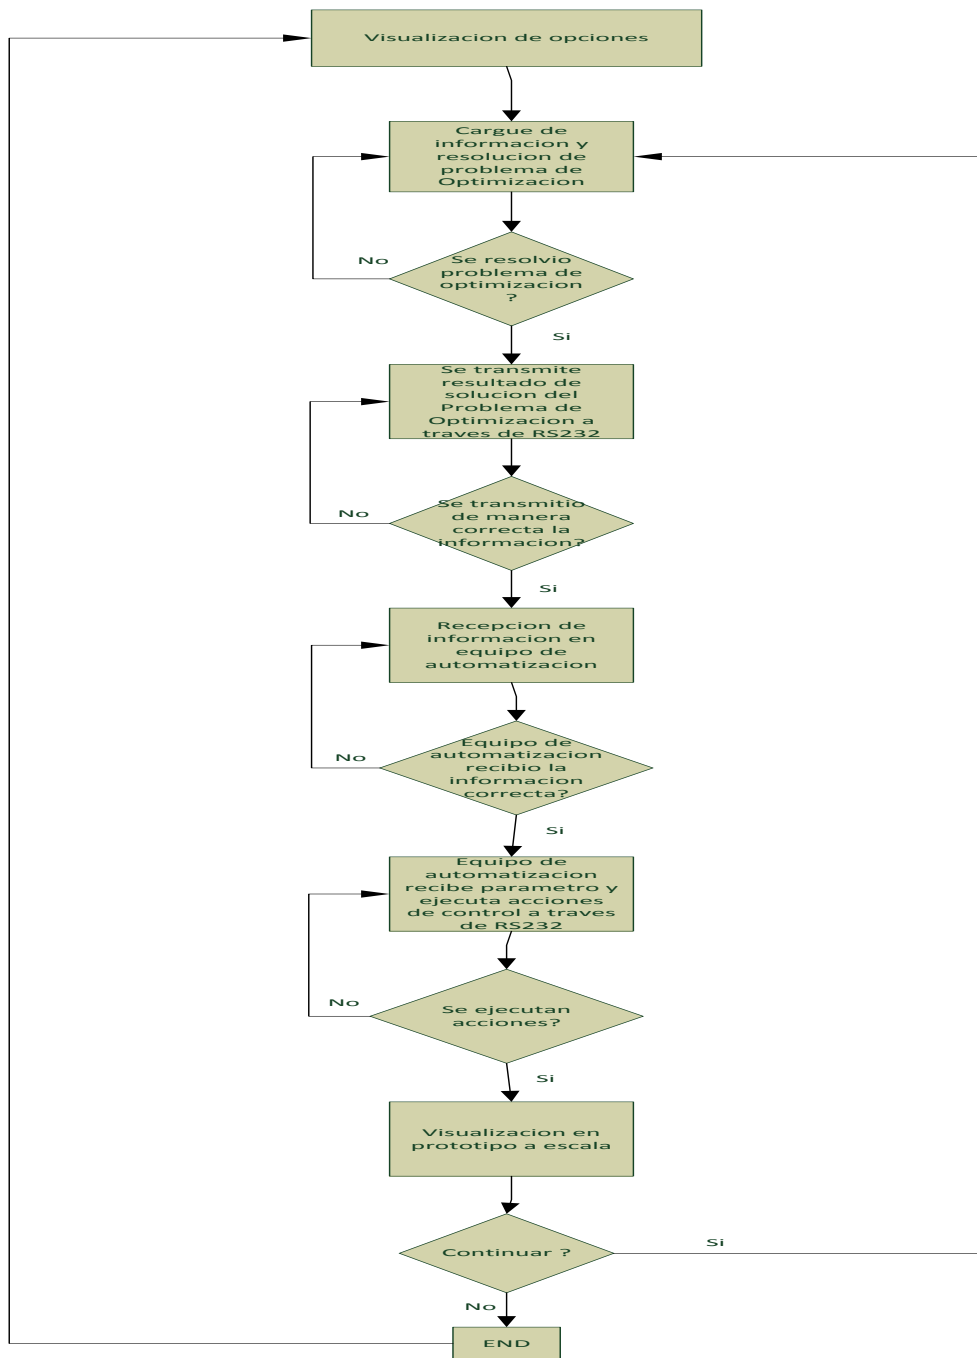 Visualizacion de opciones
Cargue de
informacion y
resolucion de
problema de
Optimizacion
No
Se resolvio
problema de
optimizacion
?
Si
Se transmite
resultado de
solucion del
Problema de
Optimizacion a
traves de RS232
No
Se transmitio
de manera
correcta la
informacion?
Si
Recepcion de
informacion en
equipo de
automatizacion
No
Equipo de
automatizacion
recibio la
informacion
correcta?
Si
Equipo de
automatizacion
recibe parametro y
ejecuta acciones
de control a traves
de RS232
No
Se ejecutan
acciones?
Si
Visualizacion en
prototipo a escala
Continuar ?
Si
No
END